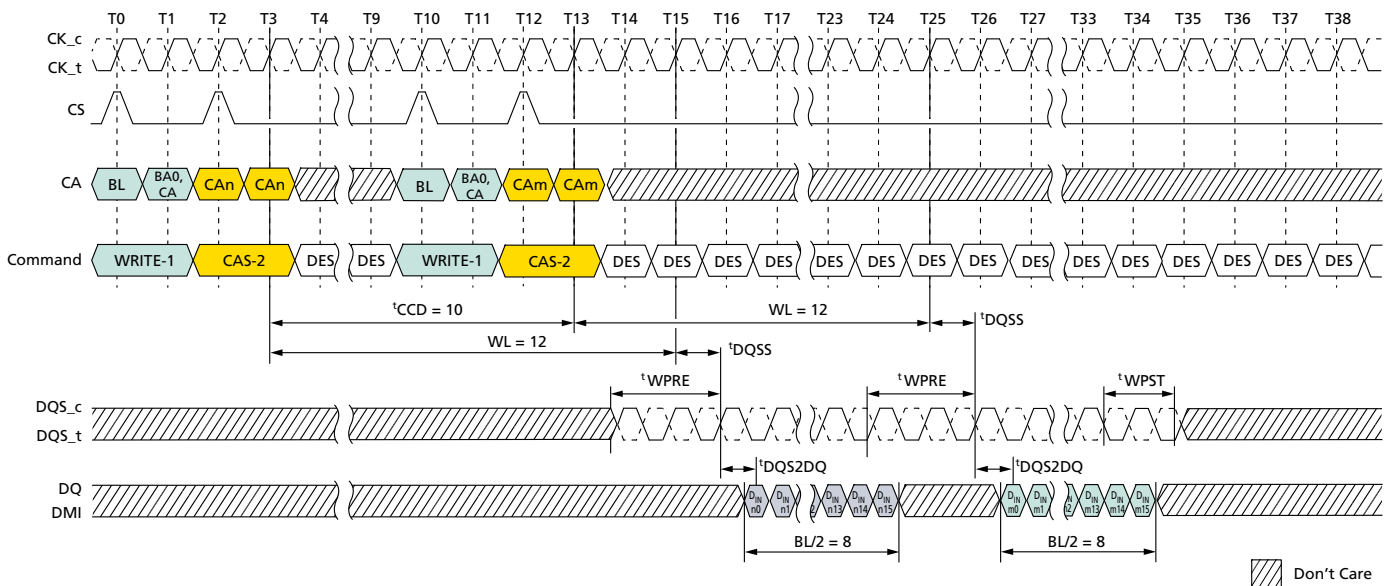 T0 T1 T2 T3 T4 T9 T10 T11 T12 T13 T14 T15 T16 T17 T23 T24 T25 T26 T27 T33 T34 T35 T36 T37 T38
CK_c
CK_t
CS
CA BL BA0, CA CAn CAn BL BA0, CA CAm CAm
Command WRITE-1 CAS-2 DES DES WRITE-1 CAS-2 DES DES DES DES DES DES DES DES DES DES DES DES DES DES DES
tCCD = 10 WL = 12 tDQSS
WL = 12 tDQSS
tWPRE tWPRE tWPST
DQS_c
DQS_t
tDQS2DQ tDQS2DQ
DQ DIN n0 DIN n1 DIN n13 DIN n14 DIN n15 DIN m0 DIN m1 DIN m13 DIN m14 DIN m15
DMI
BL/2 = 8 BL/2 = 8
Don't Care